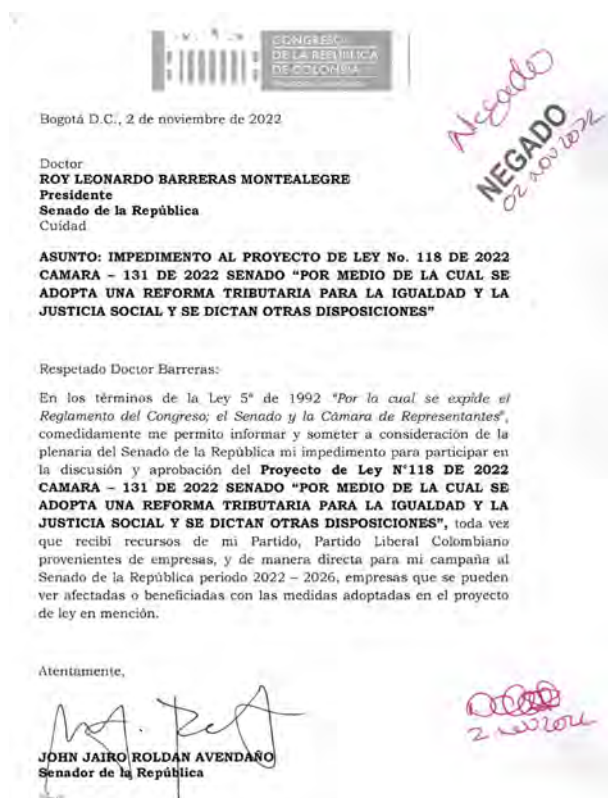 CONGRESO
DE LA REPÚBLICA
DE COLOMBIA
Negado
NEGADO
02 NOV 2022
Bogotá D.C., 2 de noviembre de 2022
Doctor
ROY LEONARDO BARRERAS MONTEALEGRE
Presidente
Senado de la República
Cuidad
ASUNTO: IMPEDIMENTO AL PROYECTO DE LEY No. 118 DE 2022
CAMARA – 131 DE 2022 SENADO “POR MEDIO DE LA CUAL SE
ADOPTA UNA REFORMA TRIBUTARIA PARA LA IGUALDAD Y LA
JUSTICIA SOCIAL Y SE DICTAN OTRAS DISPOSICIONES”
Respetado Doctor Barreras:
En los términos de la Ley 5ª de 1992 “Por la cual se expide el
Reglamento del Congreso; el Senado y la Cámara de Representantes”,
comedidamente me permito informar y someter a consideración de la
plenaria del Senado de la República mi impedimento para participar en
la discusión y aprobación del Proyecto de Ley N°118 DE 2022
CAMARA – 131 DE 2022 SENADO “POR MEDIO DE LA CUAL SE
ADOPTA UNA REFORMA TRIBUTARIA PARA LA IGUALDAD Y LA
JUSTICIA SOCIAL Y SE DICTAN OTRAS DISPOSICIONES”, toda vez
que recibí recursos de mi Partido, Partido Liberal Colombiano
provenientes de empresas, y de manera directa para mi campaña al
Senado de la República periodo 2022 – 2026, empresas que se pueden
ver afectadas o beneficiadas con las medidas adoptadas en el proyecto
de ley en mención.
Atentamente,
JOHN JAIRO ROLDAN AVENDAÑO
Senador de la República
2 nov 2022